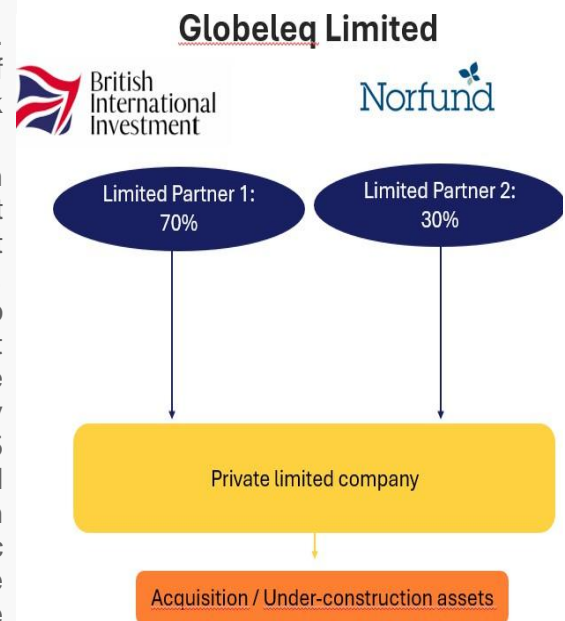 Globeleq Limited
British
International
Investment
Norfund
Limited Partner 1:
70%
Limited Partner 2:
30%
Private limited company
Acquisition / Under-construction assets